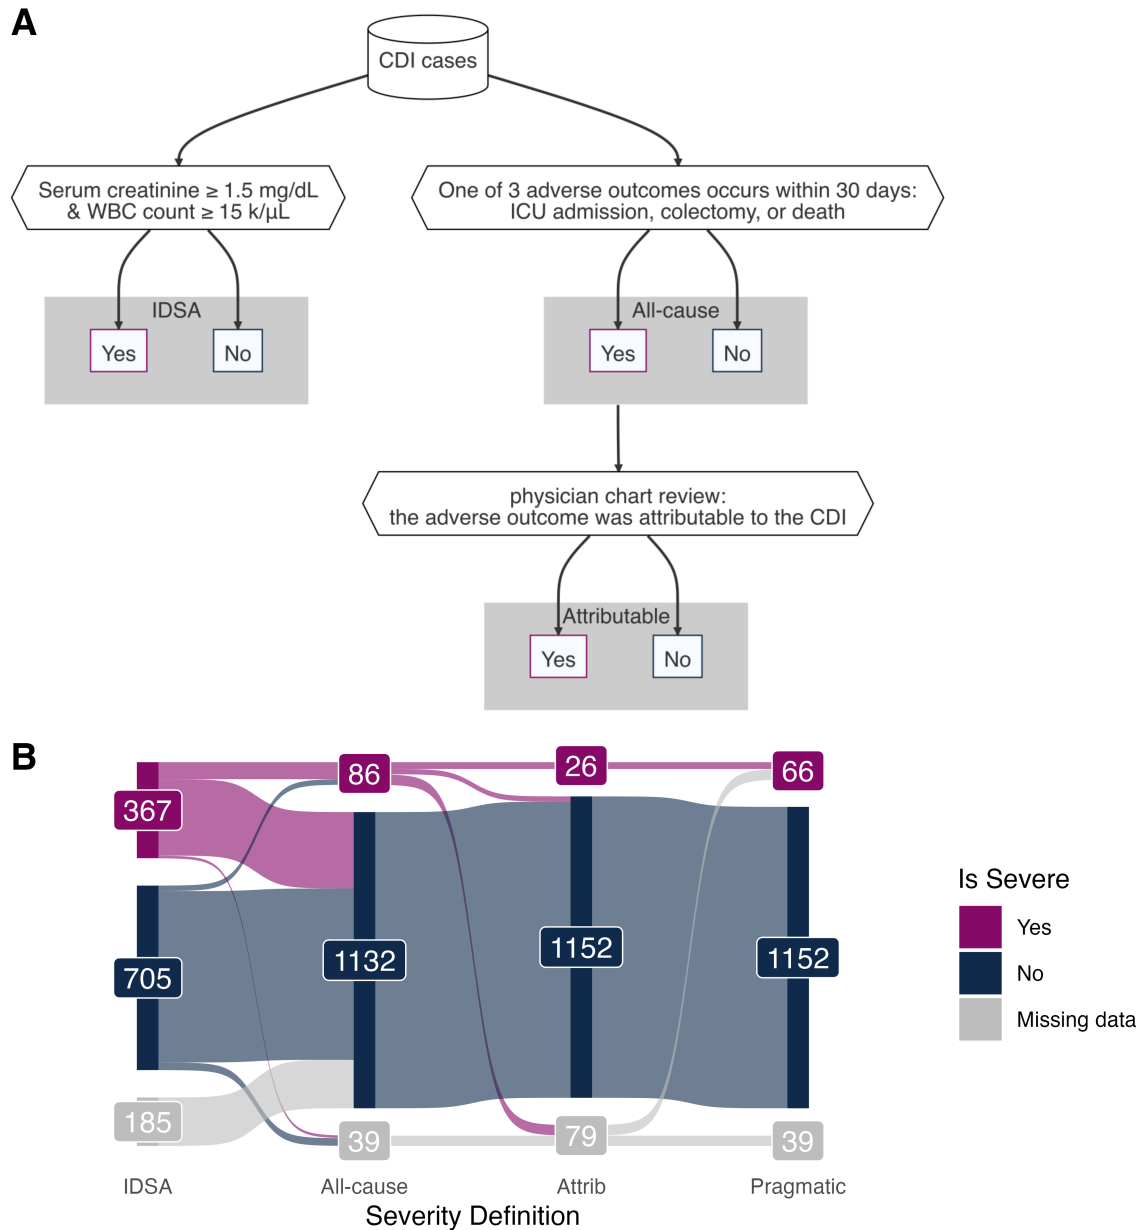 A
CDI cases
Serum creatinine ≥ 1.5 mg/dL
& WBC count ≥ 15 k/μL
One of 3 adverse outcomes occurs within 30 days:
ICU admission, colectomy, or death
IDSA
Yes
No
All-cause
Yes
No
physician chart review:
the adverse outcome was attributable to the CDI
Attributable
Yes
No
B
367
705
185
86
1132
39
26
1152
79
66
1152
39
IDSA
All-cause
Attrib
Pragmatic
Severity Definition
Is Severe
Yes
No
Missing data